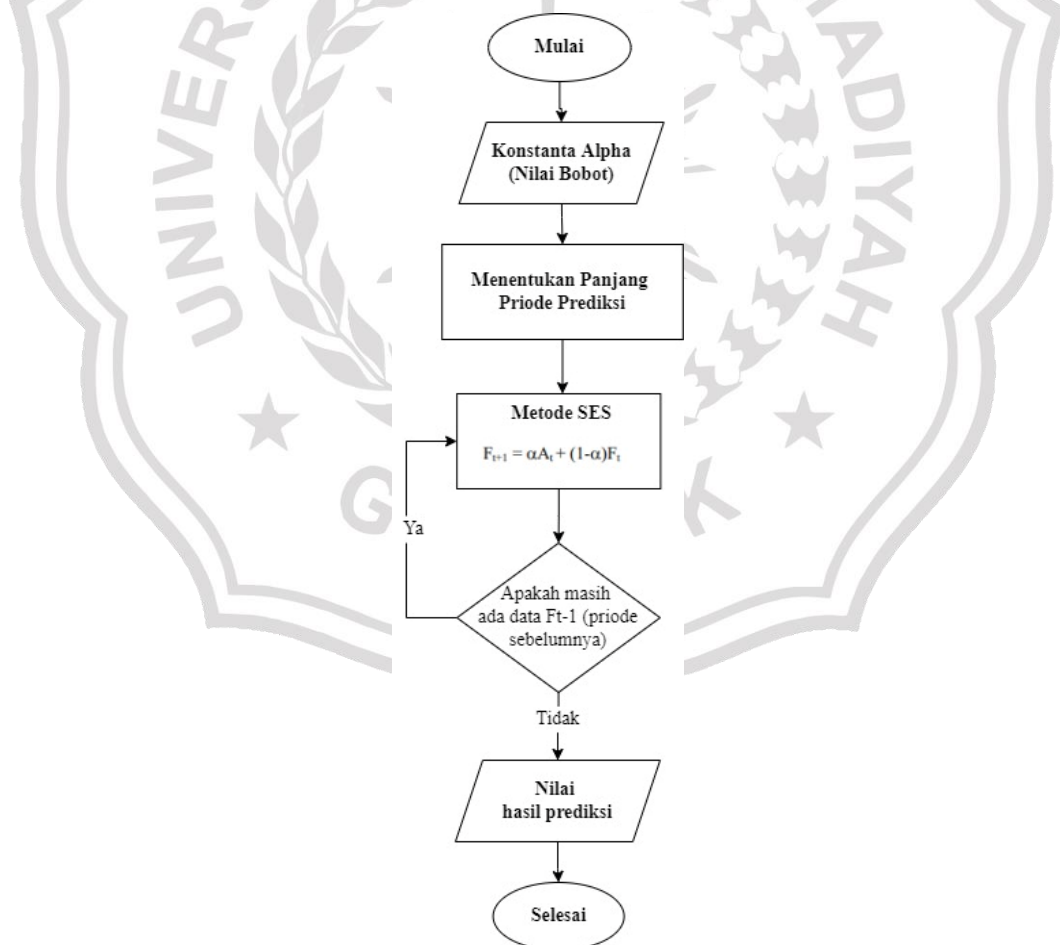 Mulai
Konstanta Alpha
(Nilai Bobot)
Menentukan Panjang
Priode Prediksi
Metode SES
Fₜ₊₁ = αAₜ + (1-α)Fₜ
Ya
Apakah masih
ada data Ft-1 (priode
sebelumnya)
Tidak
Nilai
hasil prediksi
Selesai